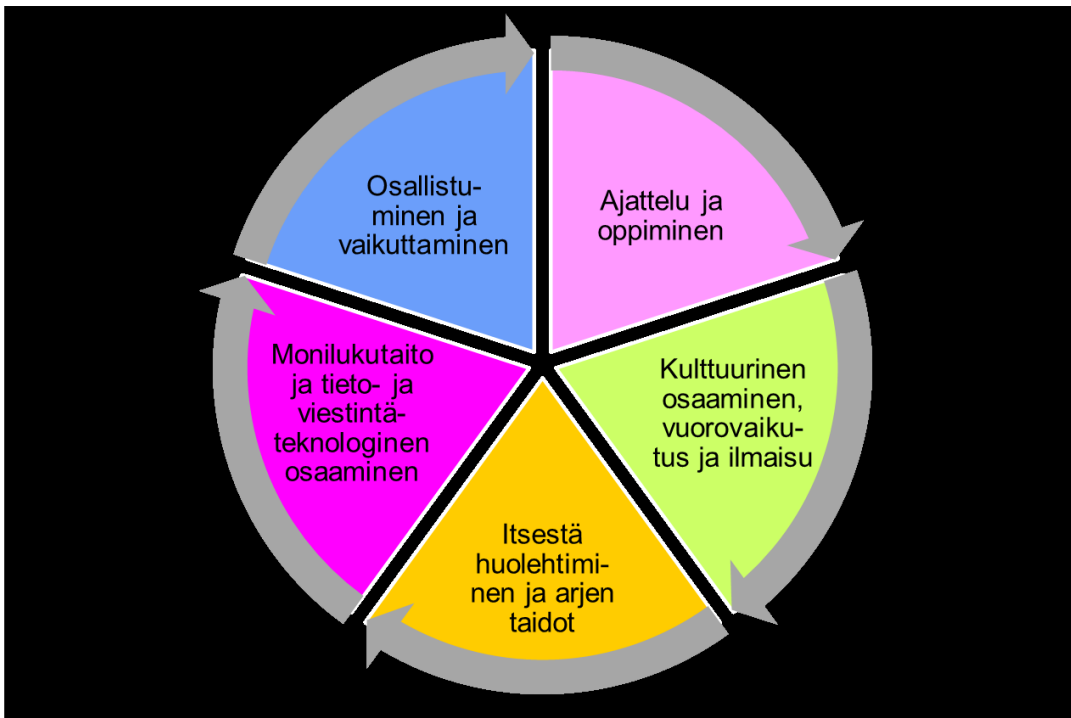 Ajattelu ja
oppiminen
Kulttuurinen
osaaminen,
vuorovaiku-
tus ja ilmaisu
Itsestä
huolehtimi-
nen ja arjen
taidot
Monilukutaito
ja tieto- ja
viestintä-
teknologinen
osaaminen
Osallistu-
minen ja
vaikuttaminen